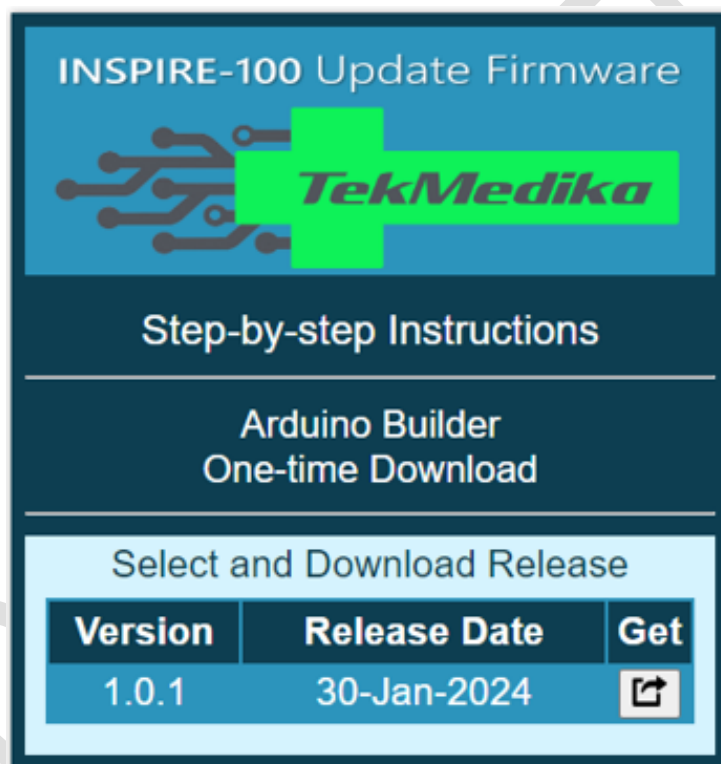 INSPIRE-100 Update Firmware
TekMedika
Step-by-step Instructions
Arduino Builder
One-time Download
Select and Download Release
Version Release Date Get
1.0.1 30-Jan-2024